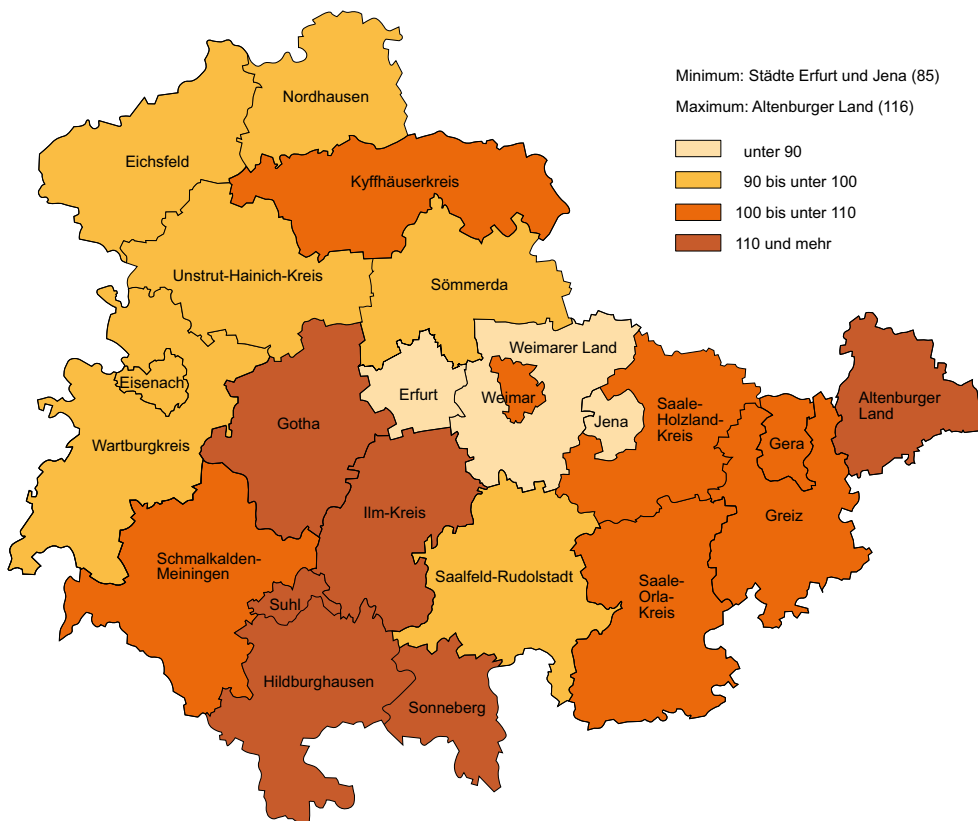 Minimum: Städte Erfurt und Jena (85)
Maximum: Altenburger Land (116)
unter 90
90 bis unter 100
100 bis unter 110
110 und mehr
Nordhausen
Eichsfeld
Kyffhäuserkreis
Unstrut-Hainich-Kreis
Sömmerda
Weimarer Land
Eisenach
Erfurt
Weimar
Jena
Saale-
Holzland-
Kreis
Altenburger
Land
Gotha
Wartburgkreis
Gera
Ilm-Kreis
Greiz
Schmalkalden-
Meiningen
Saalfeld-Rudolstadt
Saale-
Orla-
Kreis
Suhl
Hildburghausen
Sonneberg